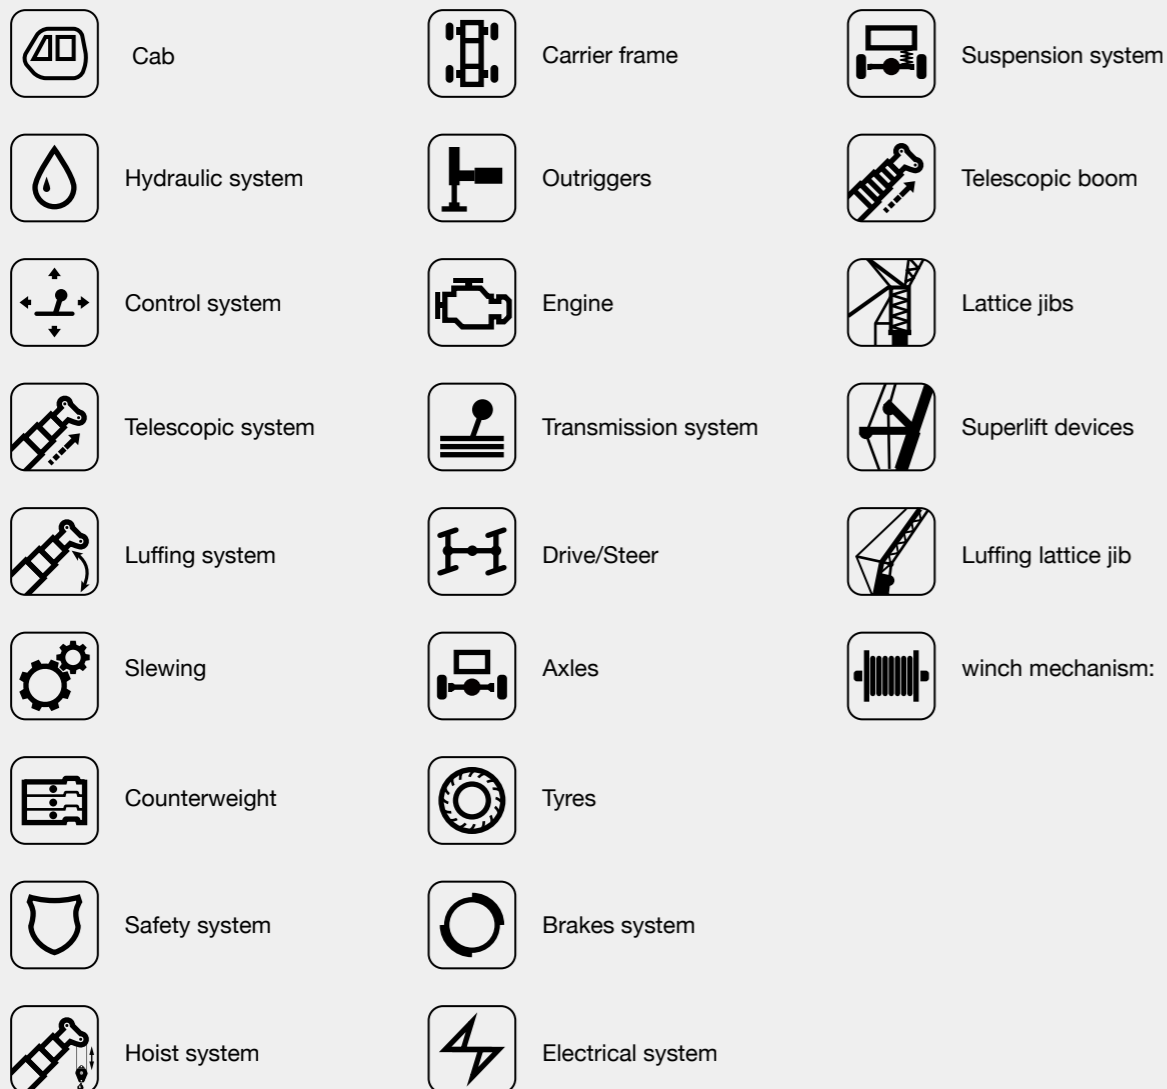 Cab
Hydraulic system
Control system
Telescopic system
Luffing system
Slewing
Counterweight
Safety system
Hoist system
Carrier frame
Outriggers
Engine
Transmission system
Drive/Steer
Axles
Tyres
Brakes system
Electrical system
Suspension system
Telescopic boom
Lattice jibs
Superlift devices
Luffing lattice jib
winch mechanism: